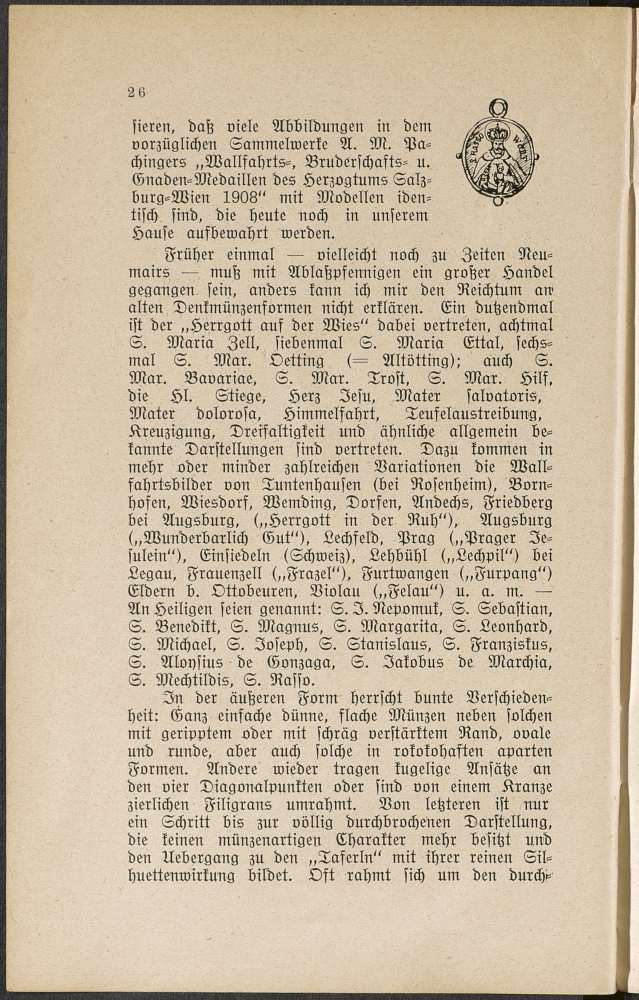 26
sieren, daß viele Abbildungen in dem
vorzüglichen Sammelwerke A. M. Pa-
chingers „Wallfahrts-, Bruderschafts- u.
Gnaden-Medaillen des Herzogtums Salz-
burg-Wien 1908“ mit Modellen iden-
tisch sind, die heute noch in unserem
Hause aufbewahrt werden.
Früher einmal — vielleicht noch zu Zeiten Neu-
mairs — muß mit Ablaßpfennigen ein großer Handel
gegangen sein, anders kann ich mir den Reichtum an
alten Denkmünzenformen nicht erklären. Ein dutzendmal
ist der „Herrgott auf der Wies“ dabei vertreten, achtmal
S. Maria Zell, siebenmal S. Maria Ettal, sechs-
mal S. Mar. Oetting (= Altötting); auch S.
Mar. Bavariae, S. Mar. Trost, S. Mar. Hilf,
die Hl. Stiege, Herz Jesu, Mater salvatoris,
Mater dolorosa, Himmelfahrt, Teufelaustreibung,
Kreuzigung, Dreifaltigkeit und ähnliche allgemein be-
kannte Darstellungen sind vertreten. Dazu kommen in
mehr oder minder zahlreichen Variationen die Wall-
fahrtsbilder von Tuntenhausen (bei Rosenheim), Born-
hofen, Wiesdorf, Wemding, Dorfen, Andechs, Friedberg
bei Augsburg, („Herrgott in der Ruh“), Augsburg
(„Wunderbarlich Gut“), Lechfeld, Prag („Prager Je-
sulein“), Einsiedeln (Schweiz), Lehbühl („Lechpil“) bei
Legau, Frauenzell („Frazel“), Furtwangen („Furpang“)
Eldern b. Ottobeuren, Violau („Felau“) u. a. m. —
An Heiligen seien genannt: S. J. Nepomuk, S. Sebastian,
S. Benedikt, S. Magnus, S. Margarita, S. Leonhard,
S. Michael, S. Joseph, S. Stanislaus, S. Franziskus,
S. Aloysius de Gonzaga, S. Jakobus de Marchia,
S. Mechtildis, S. Rasso.
In der äußeren Form herrscht bunte Verschieden-
heit: Ganz einfache dünne, flache Münzen neben solchen
mit geripptem oder mit schräg verstärktem Rand, ovale
und runde, aber auch solche in rokokohaften aparten
Formen. Andere wieder tragen kugelige Ansätze an
den vier Diagonalpunkten oder sind von einem Kranze
zierlichen Filigrans umrahmt. Von letzteren ist nur
ein Schritt bis zur völlig durchbrochenen Darstellung,
die keinen münzenartigen Charakter mehr besitzt und
den Uebergang zu den „Taferln“ mit ihrer reinen Sil-
huettenwirkung bildet. Oft rahmt sich um den durch-